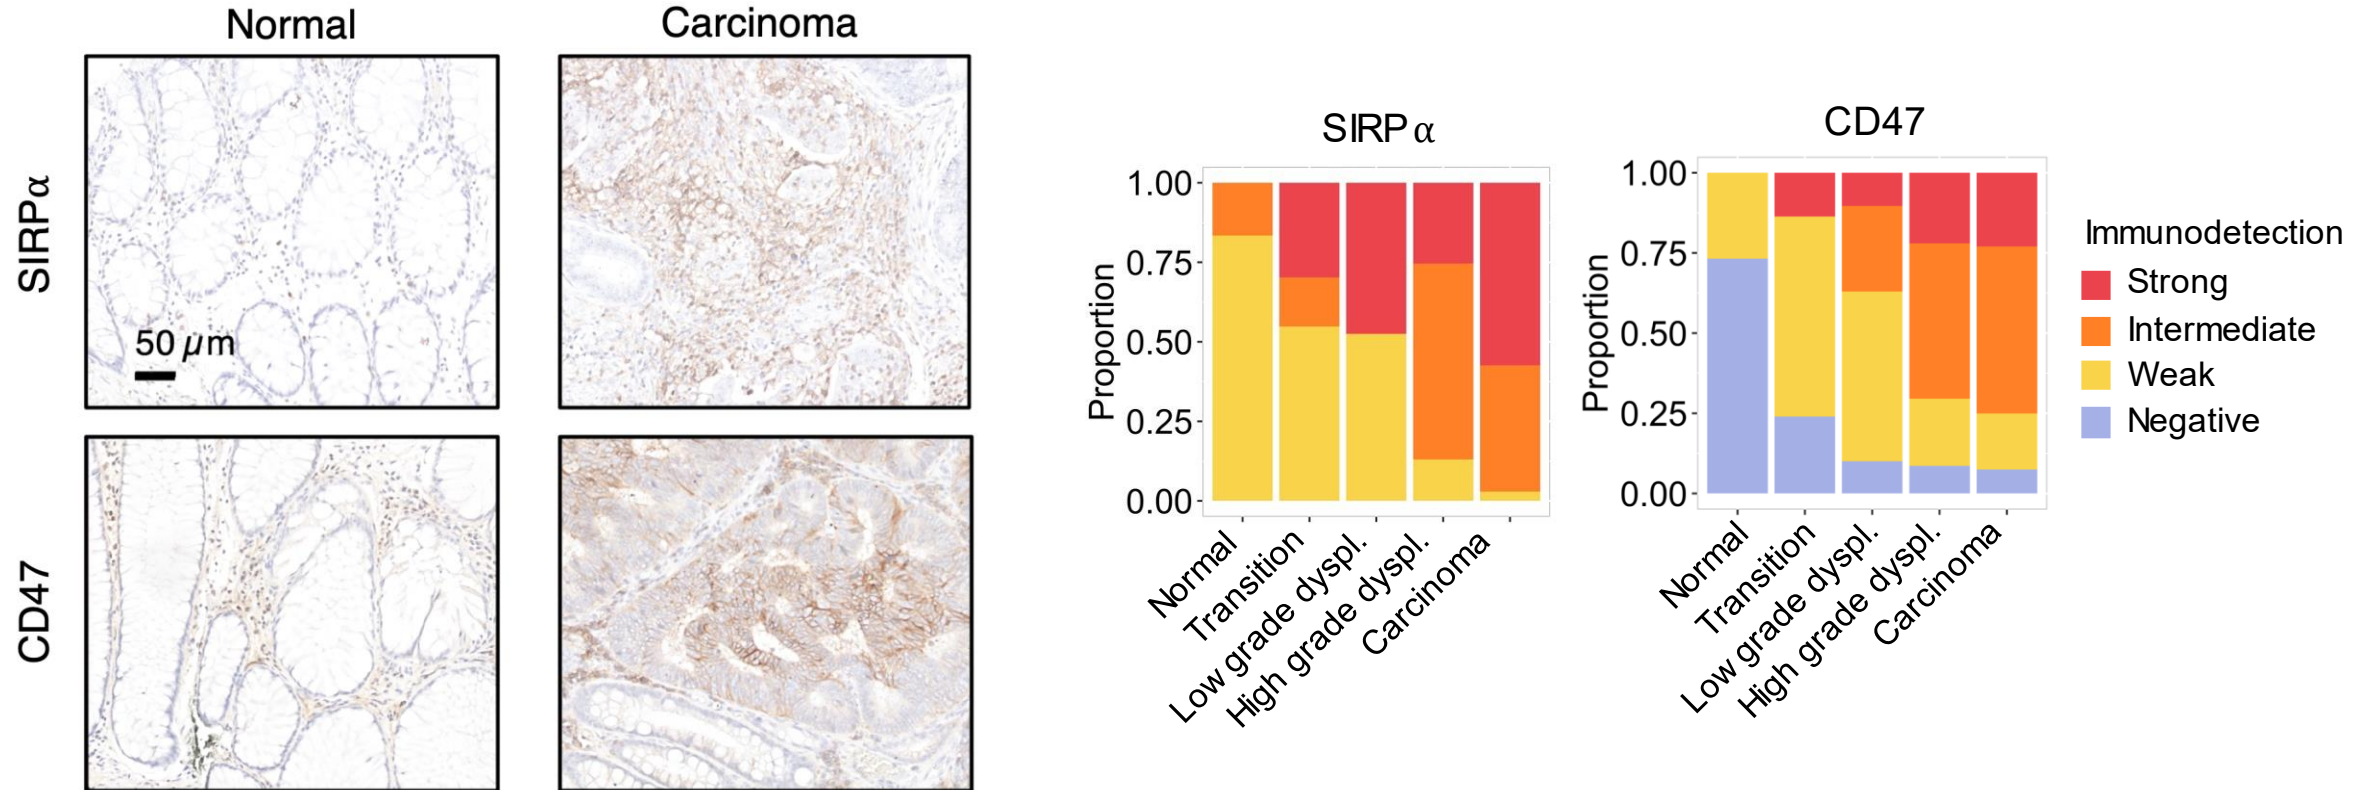 Normal
Carcinoma
SIRPα
50 µm
CD47
SIRP α
Proportion
1.00
0.75
0.50
0.25
0.00
Normal
Transition
Low grade dyspl.
High grade dyspl.
Carcinoma
CD47
Proportion
1.00
0.75
0.50
0.25
0.00
Normal
Transition
Low grade dyspl.
High grade dyspl.
Carcinoma
Immunodetection
Strong
Intermediate
Weak
Negative